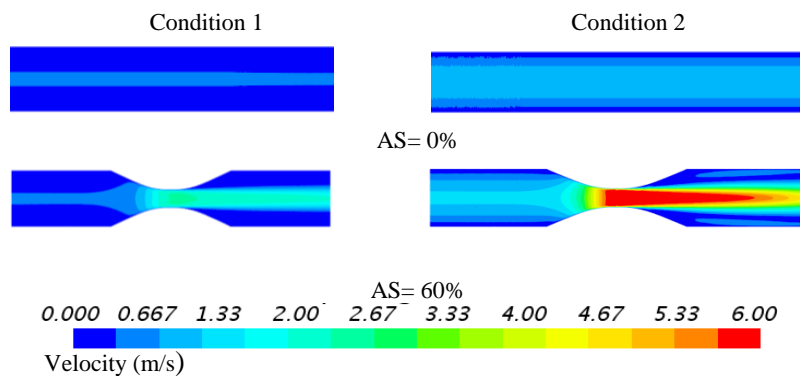 Condition 1 Condition 2
AS= 0%
AS= 60%
0.000 0.667 1.33 2.00 2.67 3.33 4.00 4.67 5.33 6.00
Velocity (m/s)